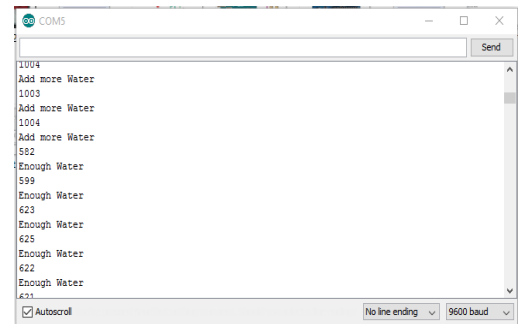 COM5
Send
1004
Add more Water
1003
Add more Water
1004
Add more Water
582
Enough Water
599
Enough Water
623
Enough Water
625
Enough Water
622
Enough Water
621
Autoscroll
No line ending
9600 baud